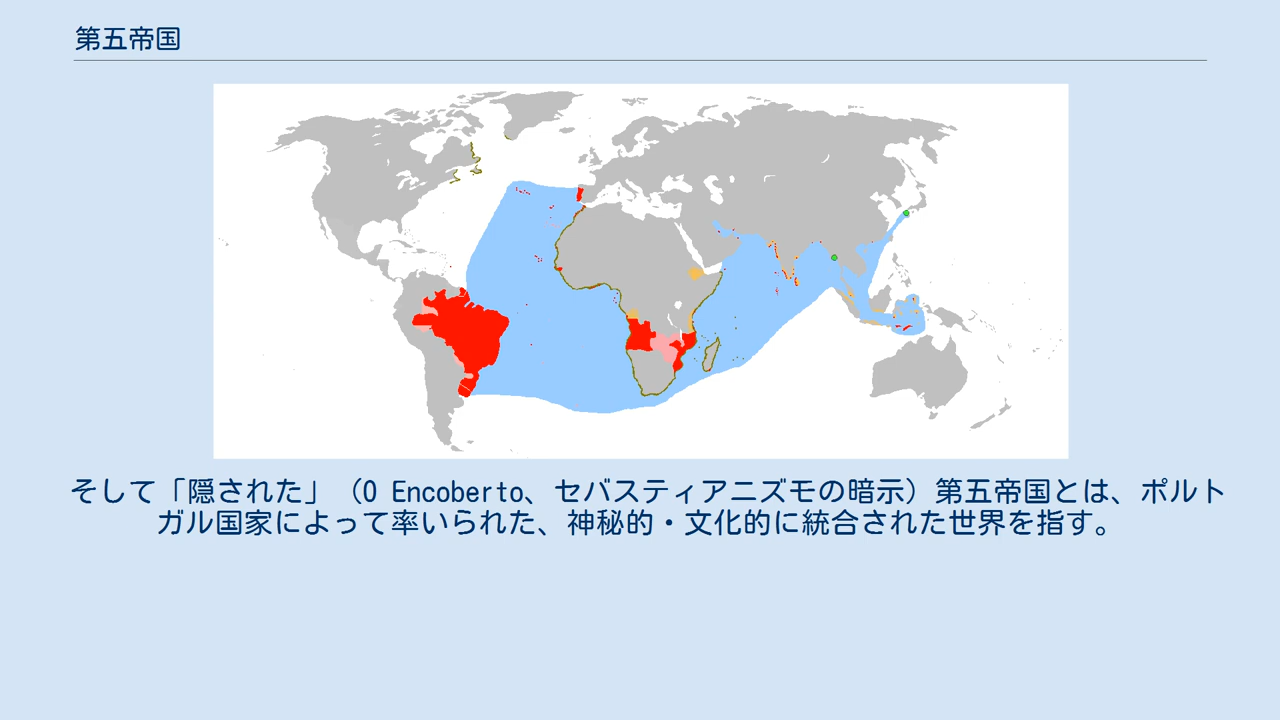 第五帝国
そして「隠された」（O Encoberto、セバスティアニズモの暗示）第五帝国とは、ポルト
ガル国家によって率いられた、神秘的・文化的に統合された世界を指す。